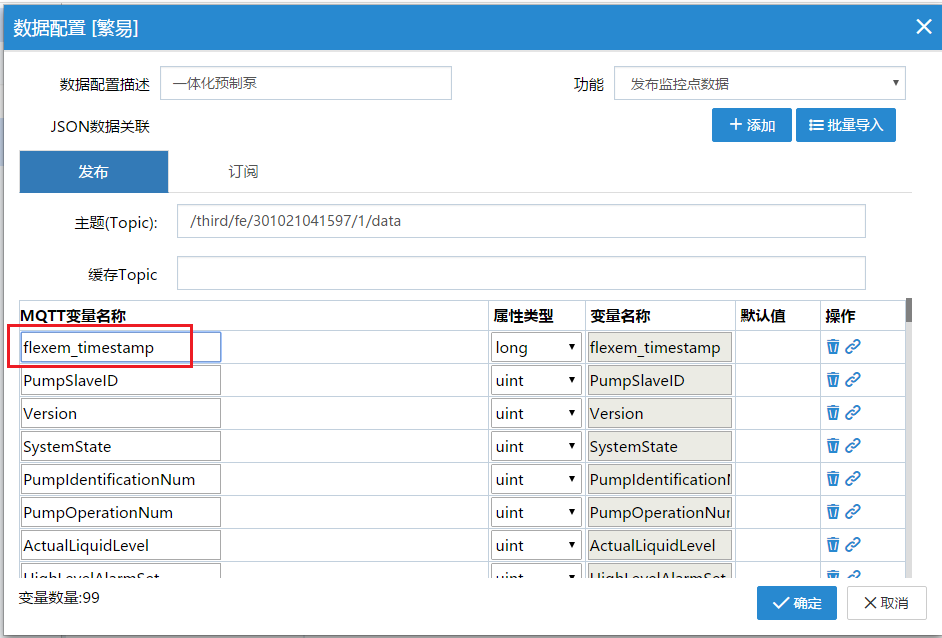 数据配置 [繁易]
数据配置描述 一体化预制泵 功能 发布监控点数据
JSON数据关联 添加 批量导入
发布 订阅
主题(Topic): /third/fe/301021041597/1/data
缓存Topic
MQTT变量名称 属性类型 变量名称 默认值 操作
flexem_timestamp long flexem_timestamp
PumpSlaveID uint PumpSlaveID
Version uint Version
SystemState uint SystemState
PumpIdentificationNum uint PumpIdentification
PumpOperationNum uint PumpOperationNu
ActualLiquidLevel uint ActualLiquidLevel
HighLevelAlarmSet uint HighLevelAlarmSet
变量数量:99
确定 取消